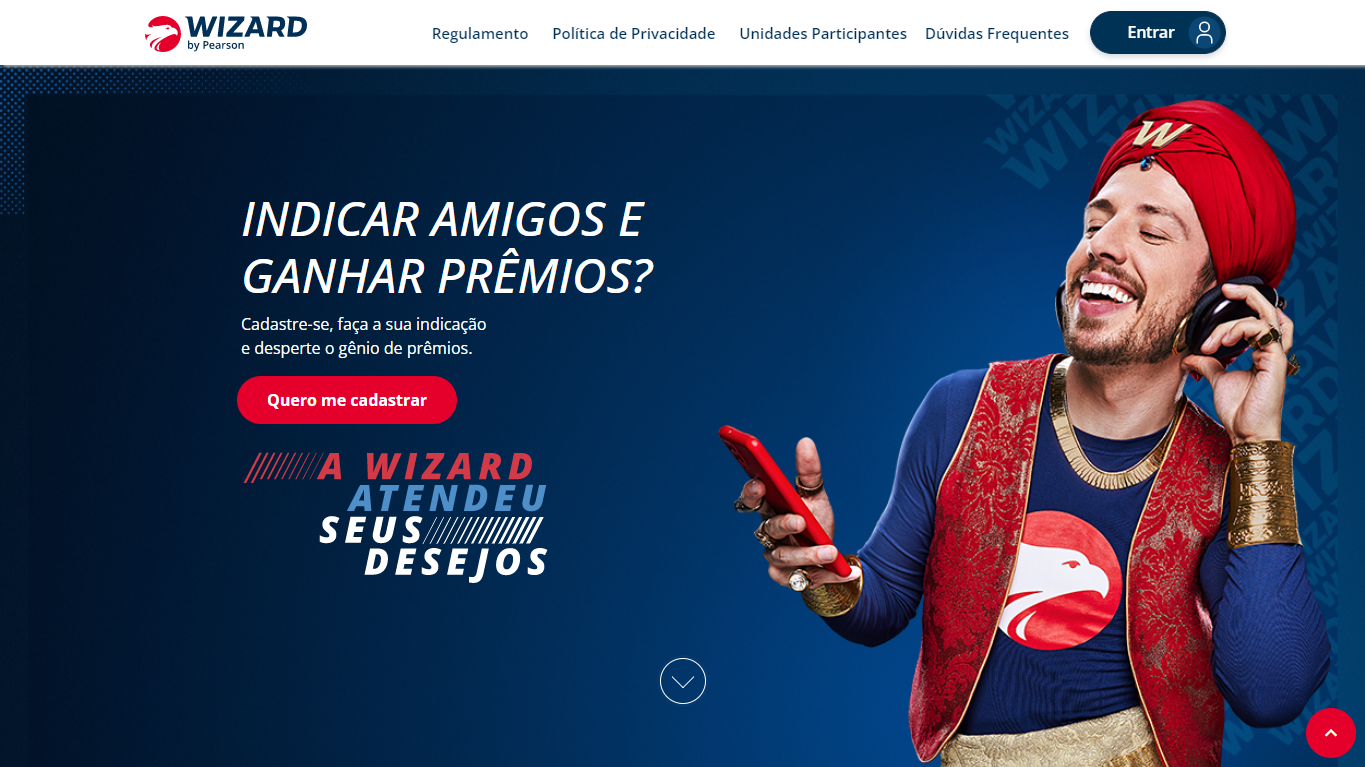 WIZARD
by Pearson
Regulamento
Política de Privacidade
Unidades Participantes
Dúvidas Frequentes
Entrar
INDICAR AMIGOS E
GANHAR PRÊMIOS?
Cadastre-se, faça a sua indicação
e desperte o gênio de prêmios.
Quero me cadastrar
A WIZARD
ATENDEU
SEUS
DESEJOS
W
WIZARD